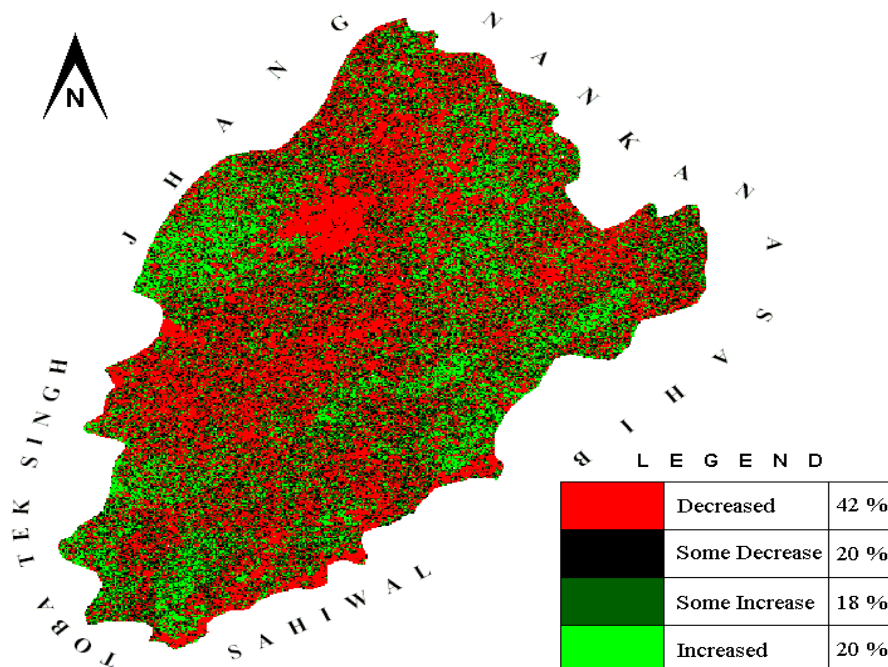 N
JHANG
NANKANA SAHIB
TOBA TEK SINGH
SAHIWAL
LEGEND
Decreased 42 %
Some Decrease 20 %
Some Increase 18 %
Increased 20 %